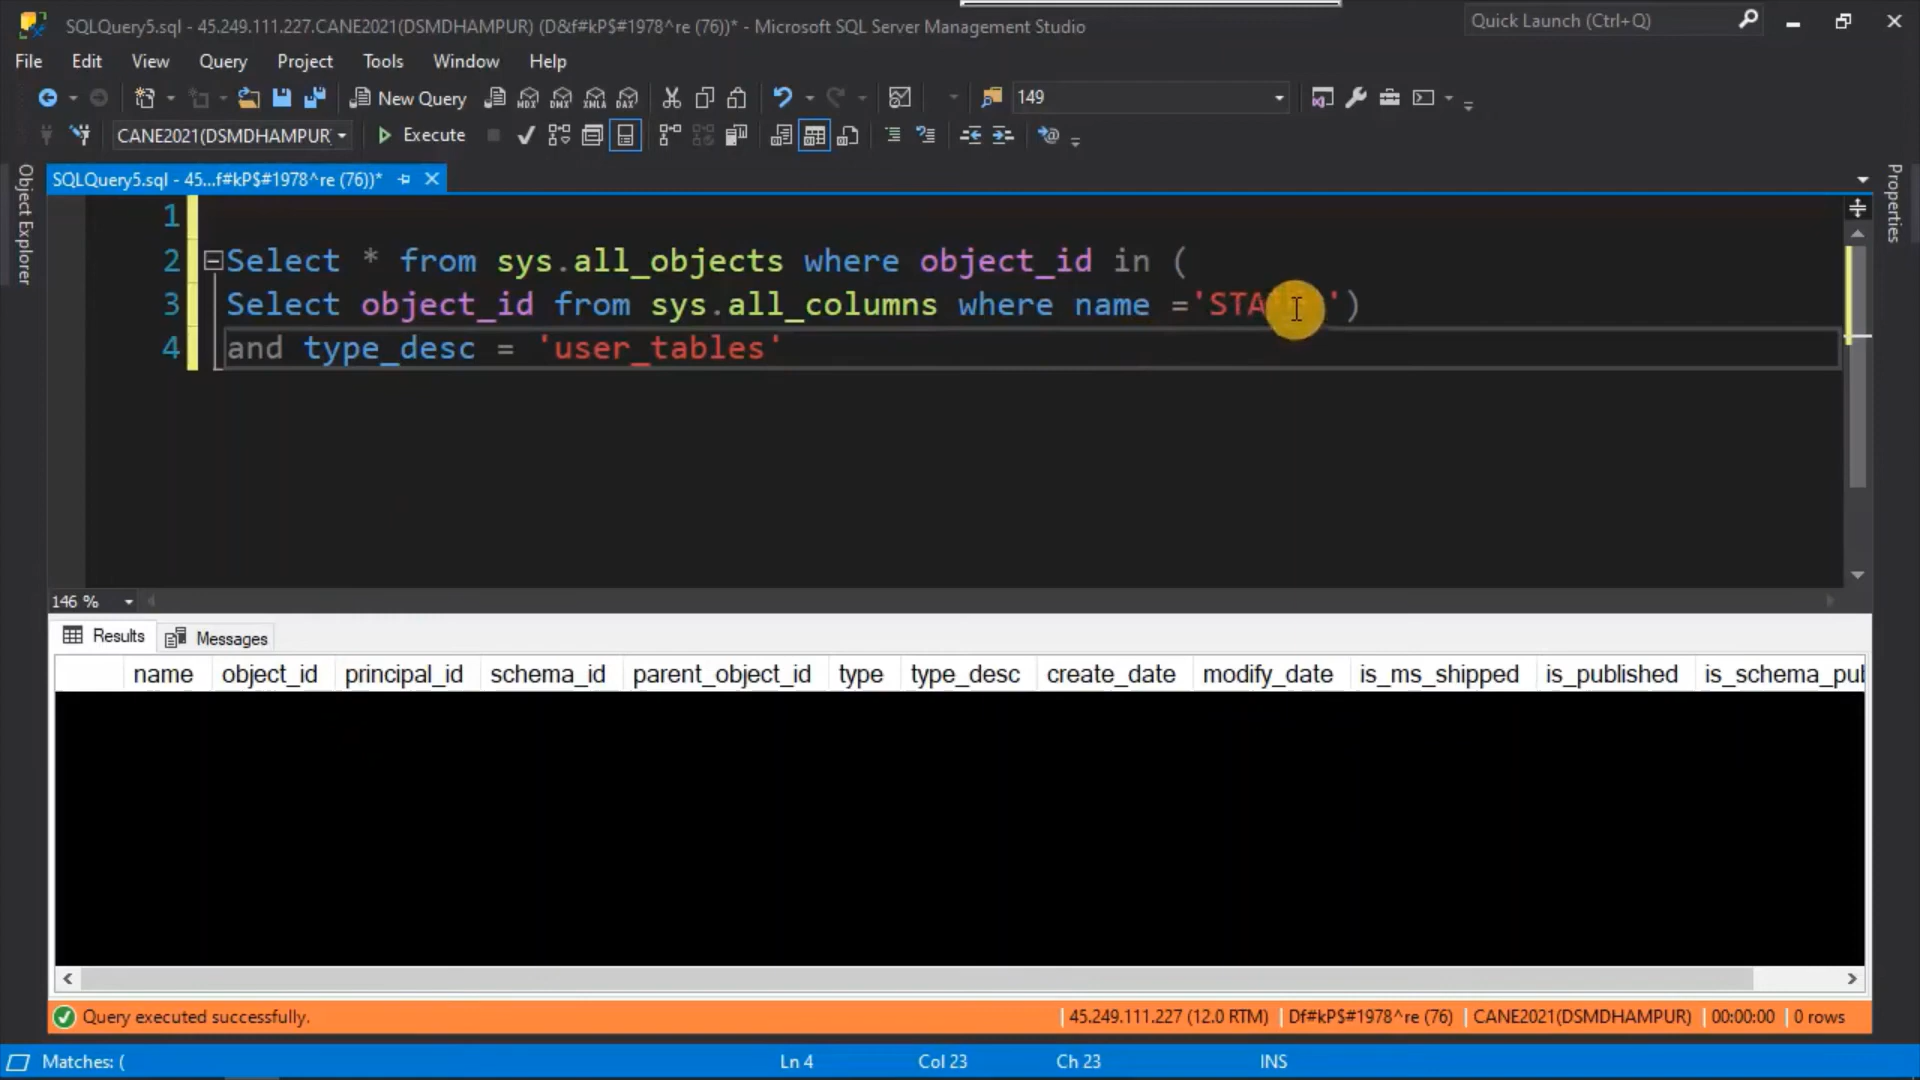 SQLQuery5.sql - 45.249.111.227.CANE2021(DSMDHAMPUR) (D&f#kP$#1978^re (76))* - Microsoft SQL Server Management Studio
Quick Launch (Ctrl+Q)
File Edit View Query Project Tools Window Help
New Query
MDX DMX XMLA DAX
149
CANE2021(DSMDHAMPUR
Execute
SQLQuery5.sql - 45...f#kP$#1978^re (76))*
Object Explorer
Properties
1
2 Select * from sys.all_objects where object_id in (
3 Select object_id from sys.all_columns where name ='STA ')
4 and type_desc = 'user_tables'
146 %
Results Messages
name object_id principal_id schema_id parent_object_id type type_desc create_date modify_date is_ms_shipped is_published is_schema_pub
Query executed successfully.
45.249.111.227 (12.0 RTM) Df#kP$#1978^re (76) CANE2021(DSMDHAMPUR) 00:00:00 0 rows
Matches: ( Ln 4 Col 23 Ch 23 INS